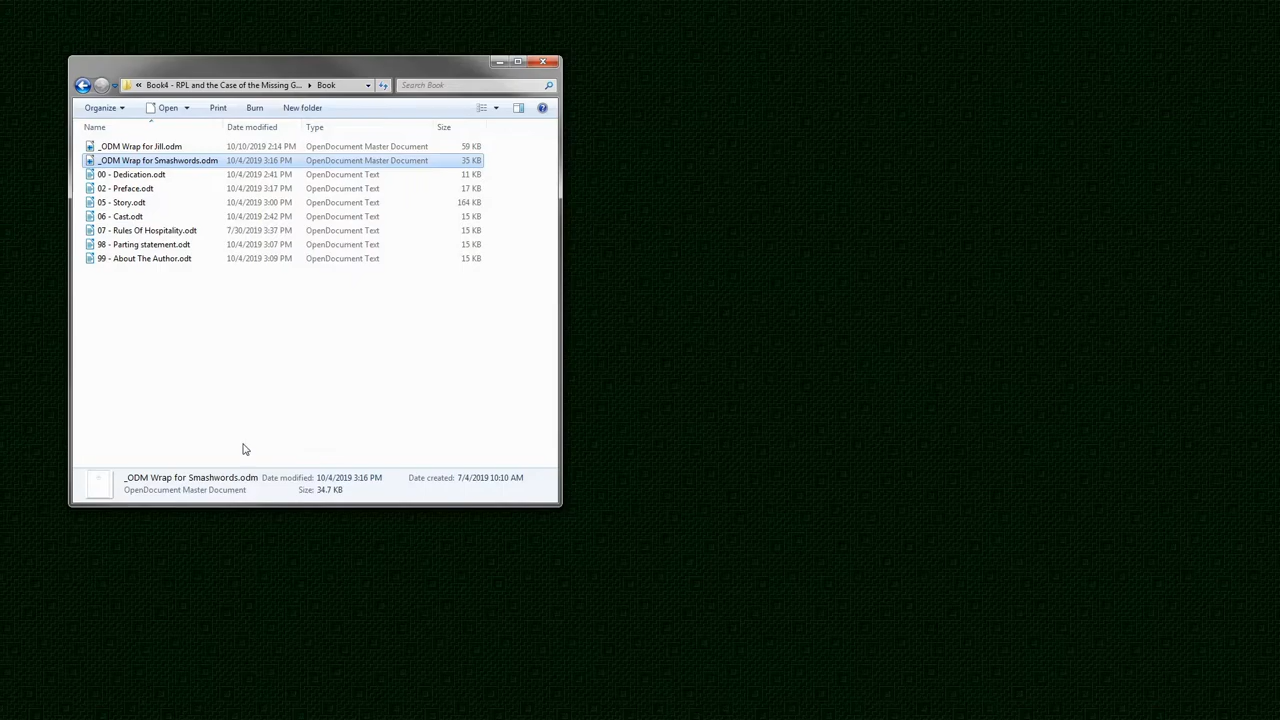 « Book4 - RPL and the Case of the Missing G... ▸ Book Search Book
Organize Open Print Burn New folder
Name Date modified Type Size
_ODM Wrap for Jill.odm 10/10/2019 2:14 PM OpenDocument Master Document 59 KB
_ODM Wrap for Smashwords.odm 10/4/2019 3:16 PM OpenDocument Master Document 35 KB
00 - Dedication.odt 10/4/2019 2:41 PM OpenDocument Text 11 KB
02 - Preface.odt 10/4/2019 3:17 PM OpenDocument Text 17 KB
05 - Story.odt 10/4/2019 3:00 PM OpenDocument Text 164 KB
06 - Cast.odt 10/4/2019 2:42 PM OpenDocument Text 15 KB
07 - Rules Of Hospitality.odt 7/30/2019 3:37 PM OpenDocument Text 15 KB
98 - Parting statement.odt 10/4/2019 3:07 PM OpenDocument Text 15 KB
99 - About The Author.odt 10/4/2019 3:09 PM OpenDocument Text 15 KB
_ODM Wrap for Smashwords.odm Date modified: 10/4/2019 3:16 PM Date created: 7/4/2019 10:10 AM
OpenDocument Master Document Size: 34.7 KB